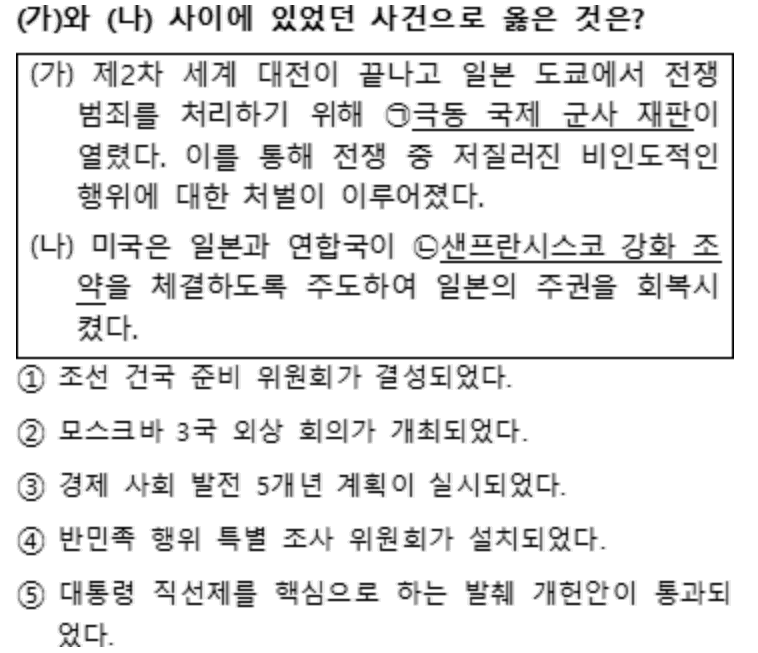 (가)와 (나) 사이에 있었던 사건으로 옳은 것은?
(가) 제2차 세계 대전이 끝나고 일본 도쿄에서 전쟁
범죄를 처리하기 위해 ㉠극동 국제 군사 재판이
열렸다. 이를 통해 전쟁 중 저질러진 비인도적인
행위에 대한 처벌이 이루어졌다.
(나) 미국은 일본과 연합국이 ㉡샌프란시스코 강화 조
약을 체결하도록 주도하여 일본의 주권을 회복시
켰다.
① 조선 건국 준비 위원회가 결성되었다.
② 모스크바 3국 외상 회의가 개최되었다.
③ 경제 사회 발전 5개년 계획이 실시되었다.
④ 반민족 행위 특별 조사 위원회가 설치되었다.
⑤ 대통령 직선제를 핵심으로 하는 발췌 개헌안이 통과되
었다.